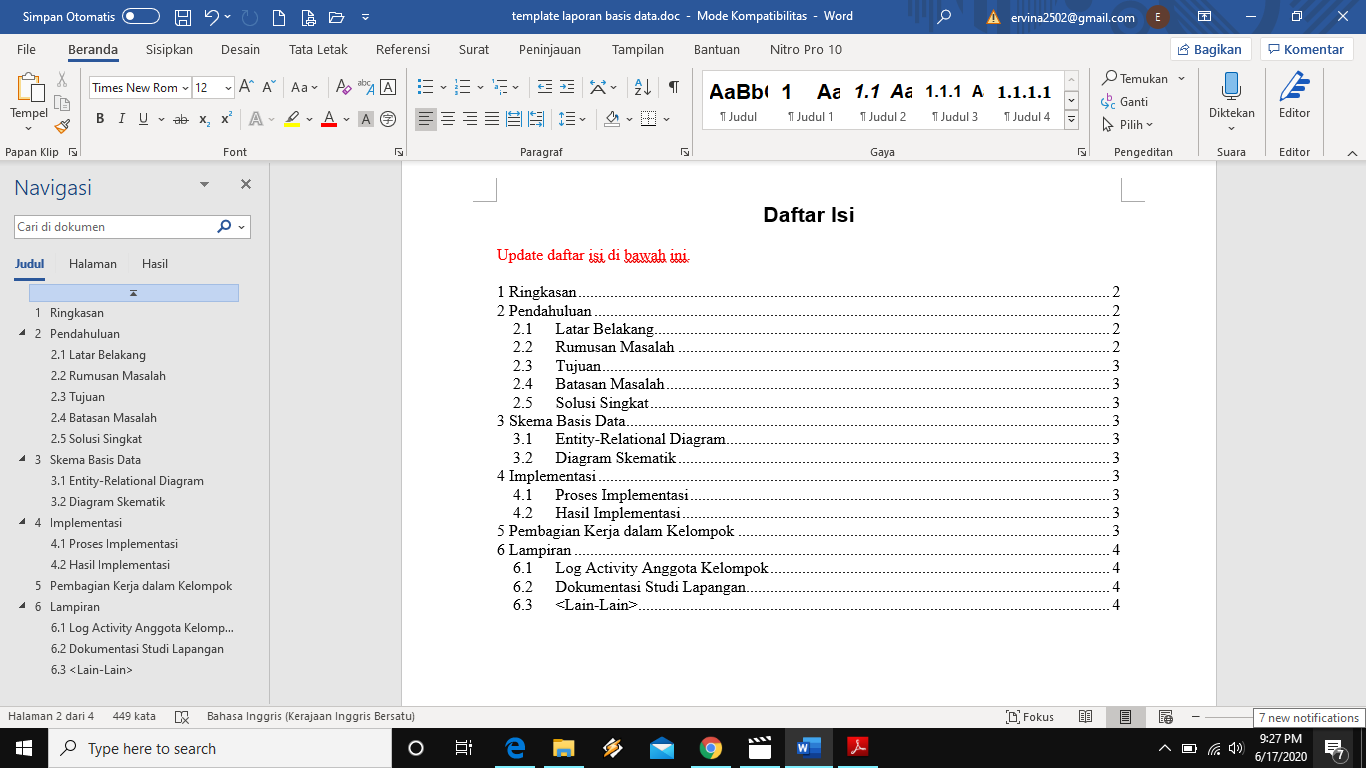 Simpan Otomatis template laporan basis data.doc - Mode Kompatibilitas - Word ervina2502@gmail.com E
File Beranda Sisipkan Desain Tata Letak Referensi Surat Peninjauan Tampilan Bantuan Nitro Pro 10 Bagikan Komentar
Times New Rom 12 A A Aa abc A
Tempel
B I U ab x₂ x² A A A
AaBbC 1 Aa 1.1 Aa 1.1.1 A 1.1.1.1
¶ Judul ¶ Judul 1 ¶ Judul 2 ¶ Judul 3 ¶ Judul 4
Temukan
Ganti
Pilih
Diktekan
Editor
Papan Klip Font Paragraf Gaya Pengeditan Suara Editor
Navigasi
Cari di dokumen
Judul Halaman Hasil
1 Ringkasan
2 Pendahuluan
2.1 Latar Belakang
2.2 Rumusan Masalah
2.3 Tujuan
2.4 Batasan Masalah
2.5 Solusi Singkat
3 Skema Basis Data
3.1 Entity-Relational Diagram
3.2 Diagram Skematik
4 Implementasi
4.1 Proses Implementasi
4.2 Hasil Implementasi
5 Pembagian Kerja dalam Kelompok
6 Lampiran
6.1 Log Activity Anggota Kelomp...
6.2 Dokumentasi Studi Lapangan
6.3 <Lain-Lain>
Daftar Isi
Update daftar isi di bawah ini.
1 Ringkasan 2
2 Pendahuluan 2
2.1 Latar Belakang 2
2.2 Rumusan Masalah 2
2.3 Tujuan 3
2.4 Batasan Masalah 3
2.5 Solusi Singkat 3
3 Skema Basis Data 3
3.1 Entity-Relational Diagram 3
3.2 Diagram Skematik 3
4 Implementasi 3
4.1 Proses Implementasi 3
4.2 Hasil Implementasi 3
5 Pembagian Kerja dalam Kelompok 3
6 Lampiran 4
6.1 Log Activity Anggota Kelompok 4
6.2 Dokumentasi Studi Lapangan 4
6.3 <Lain-Lain> 4
Halaman 2 dari 4 449 kata Bahasa Inggris (Kerajaan Inggris Bersatu) Fokus
7 new notifications
Type here to search
9:27 PM
6/17/2020
7